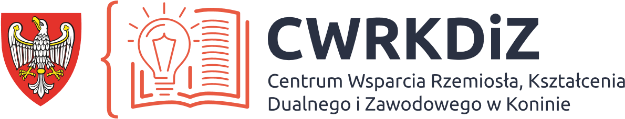 CWRKDiZ
Centrum Wsparcia Rzemiosła, Kształcenia
Dualnego i Zawodowego w Koninie